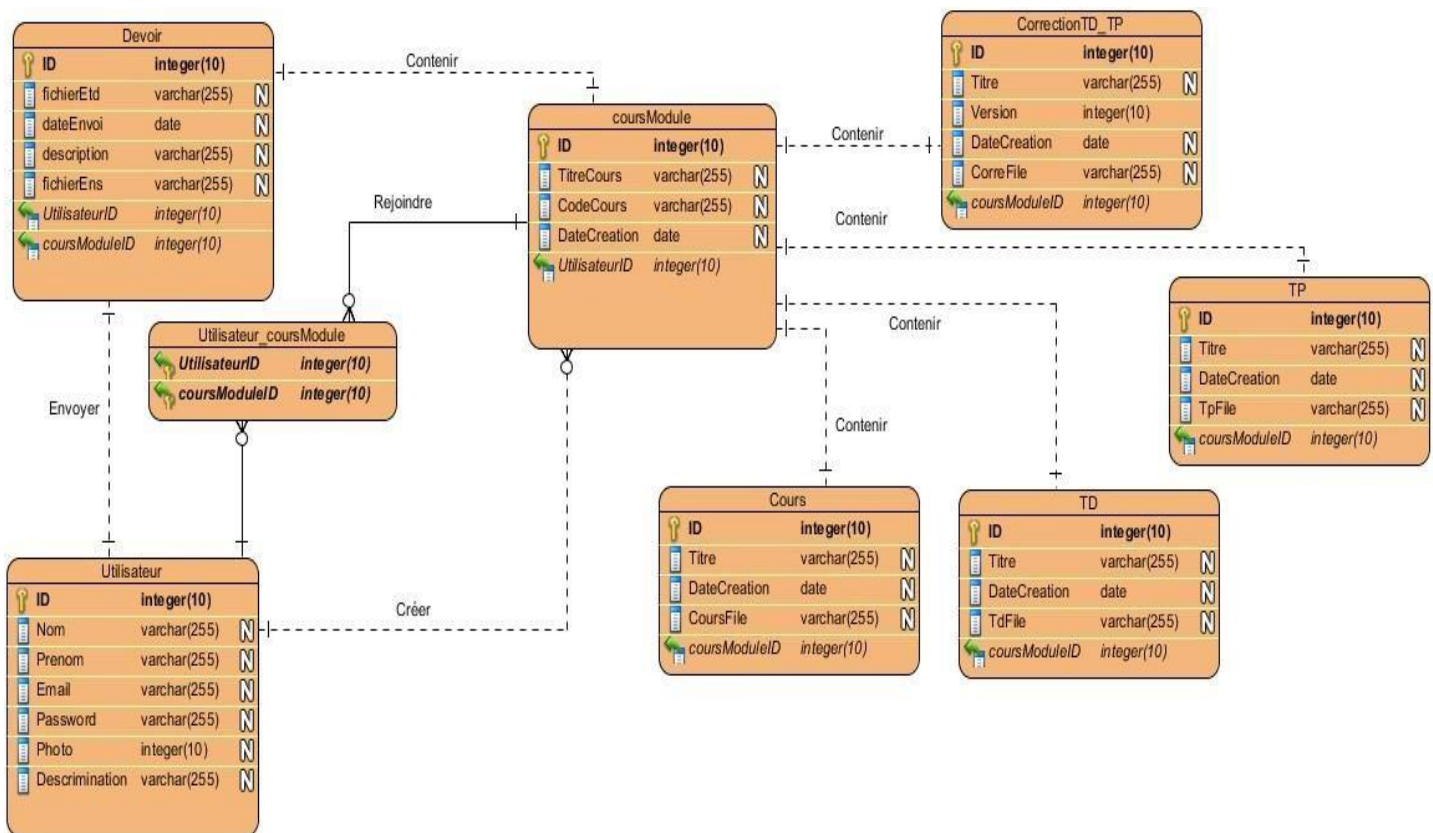 Devoir
ID integer(10)
fichierEtd varchar(255) N
dateEnvoi date N
description varchar(255) N
fichierEns varchar(255) N
UtilisateurID integer(10)
coursModuleID integer(10)
Contenir
coursModule
ID integer(10)
TitreCours varchar(255) N
CodeCours varchar(255) N
DateCreation date N
UtilisateurID integer(10)
Contenir
CorrectionTD_TP
ID integer(10)
Titre varchar(255) N
Version integer(10)
DateCreation date N
CorreFile varchar(255) N
coursModuleID integer(10)
Rejoindre
Contenir
TP
ID integer(10)
Titre varchar(255) N
DateCreation date N
TpFile varchar(255) N
coursModuleID integer(10)
Utilisateur_coursModule
UtilisateurID integer(10)
coursModuleID integer(10)
Contenir
Envoyer
Contenir
Cours
ID integer(10)
Titre varchar(255) N
DateCreation date N
CoursFile varchar(255) N
coursModuleID integer(10)
TD
ID integer(10)
Titre varchar(255) N
DateCreation date N
TdFile varchar(255) N
coursModuleID integer(10)
Utilisateur
ID integer(10)
Nom varchar(255) N
Prenom varchar(255) N
Email varchar(255) N
Password varchar(255) N
Photo integer(10) N
Descrimination varchar(255) N
Créer